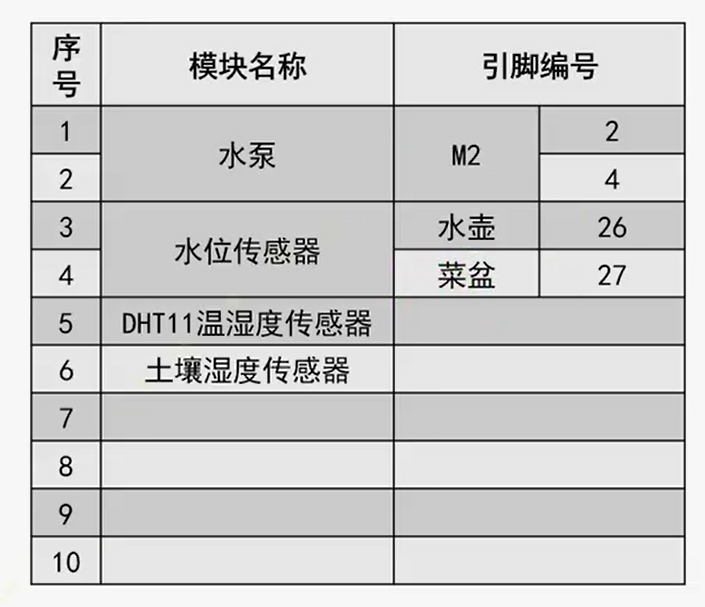 序号 模块名称 引脚编号
1 水泵 M2 2
2 4
3 水位传感器 水壶 26
4 菜盆 27
5 DHT11温湿度传感器
6 土壤湿度传感器
7
8
9
10